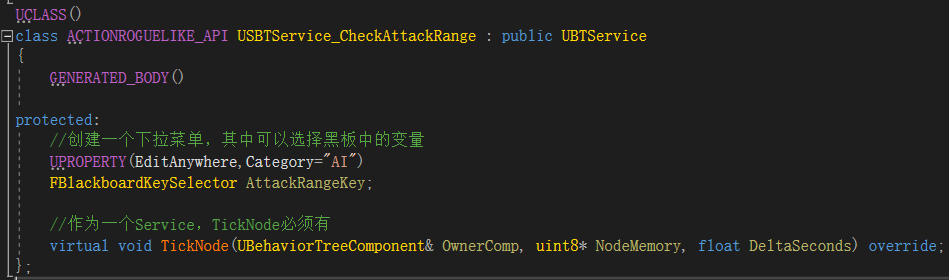 UCLASS()
class ACTIONROGUELIKE_API USBTService_CheckAttackRange : public UBTService
{
GENERATED_BODY()
protected:
//创建一个下拉菜单，其中可以选择黑板中的变量
UPROPERTY(EditAnywhere,Category="AI")
FBlackboardKeySelector AttackRangeKey;
//作为一个Service，TickNode必须有
virtual void TickNode(UBehaviorTreeComponent& OwnerComp, uint8* NodeMemory, float DeltaSeconds) override;
};